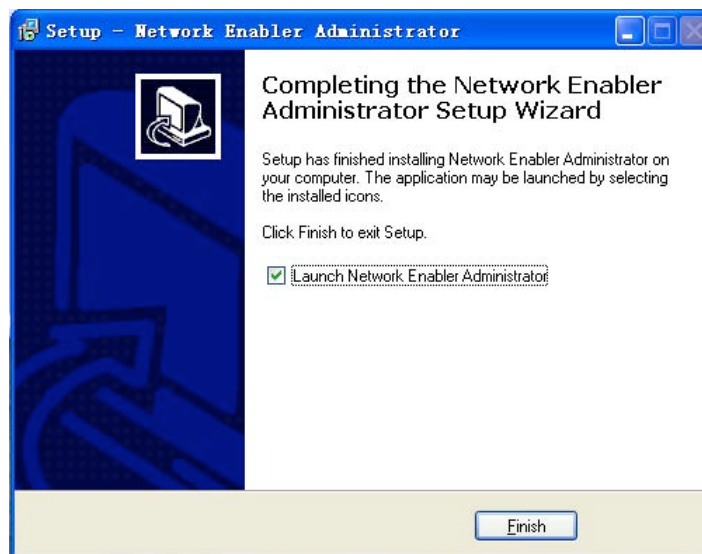 Setup - Network Enabler Administrator
Completing the Network Enabler
Administrator Setup Wizard
Setup has finished installing Network Enabler Administrator on
your computer. The application may be launched by selecting
the installed icons.
Click Finish to exit Setup.
Launch Network Enabler Administrator
Finish